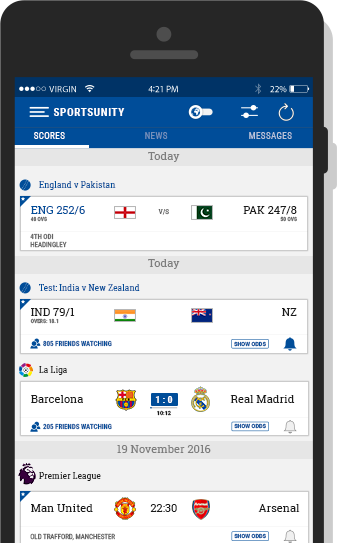 VIRGIN 4:21 PM 22%
SPORTSUNITY
SCORES NEWS MESSAGES
Today
England v Pakistan
ENG 252/6 V/S PAK 247/8
48 OVS 50 OVS
4TH ODI
HEADINGLEY
Today
Test: India v New Zealand
IND 79/1 NZ
OVERS: 18.1
805 FRIENDS WATCHING SHOW ODDS
La Liga
Barcelona 1:0 Real Madrid
10:12
205 FRIENDS WATCHING SHOW ODDS
19 November 2016
Premier League
Man United 22:30 Arsenal
OLD TRAFFORD, MANCHESTER SHOW ODDS